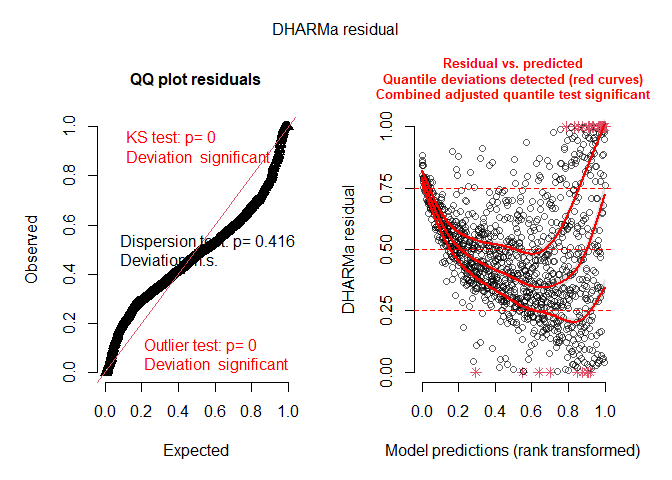 DHARMa residual
QQ plot residuals
KS test: p= 0
Deviation significant
Dispersion test: p= 0.416
Deviation n.s.
Outlier test: p= 0
Deviation significant
Observed
0.0 0.2 0.4 0.6 0.8 1.0
0.0 0.2 0.4 0.6 0.8 1.0
Expected
Residual vs. predicted
Quantile deviations detected (red curves)
Combined adjusted quantile test significant
DHARMa residual
0.00 0.25 0.50 0.75 1.00
0.0 0.2 0.4 0.6 0.8 1.0
Model predictions (rank transformed)